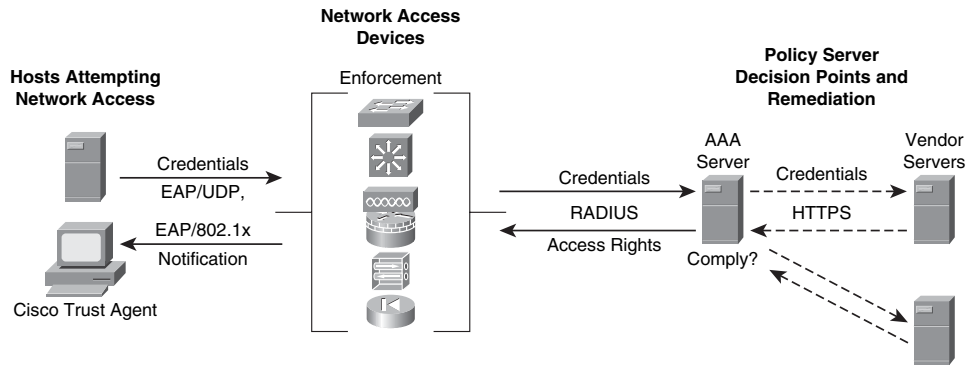 Network Access
Devices
Hosts Attempting
Network Access
Policy Server
Decision Points and
Remediation
Enforcement
AAA
Server
Vendor
Servers
Credentials
EAP/UDP,
EAP/802.1x
Notification
Credentials
RADIUS
Access Rights
Credentials
HTTPS
Comply?
Cisco Trust Agent